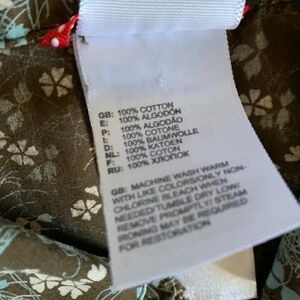 GB: 100% COTTON
E: 100% ALGODÓN
P: 100% ALGODÃO
I: 100% COTONE
D: 100% BAUMWOLLE
NL: 100% KATOEN
F: 100% COTON
RU: 100% ХЛОПОК
GB: MACHINE WASH WARM
WITH LIKE COLORS/ONLY NON-
CHLORINE BLEACH WHEN
NEEDED/TUMBLE DRY LOW/
REMOVE PROMPTLY/ STEAM
IRONING MAY BE REQUIRED
FOR RESTORATION